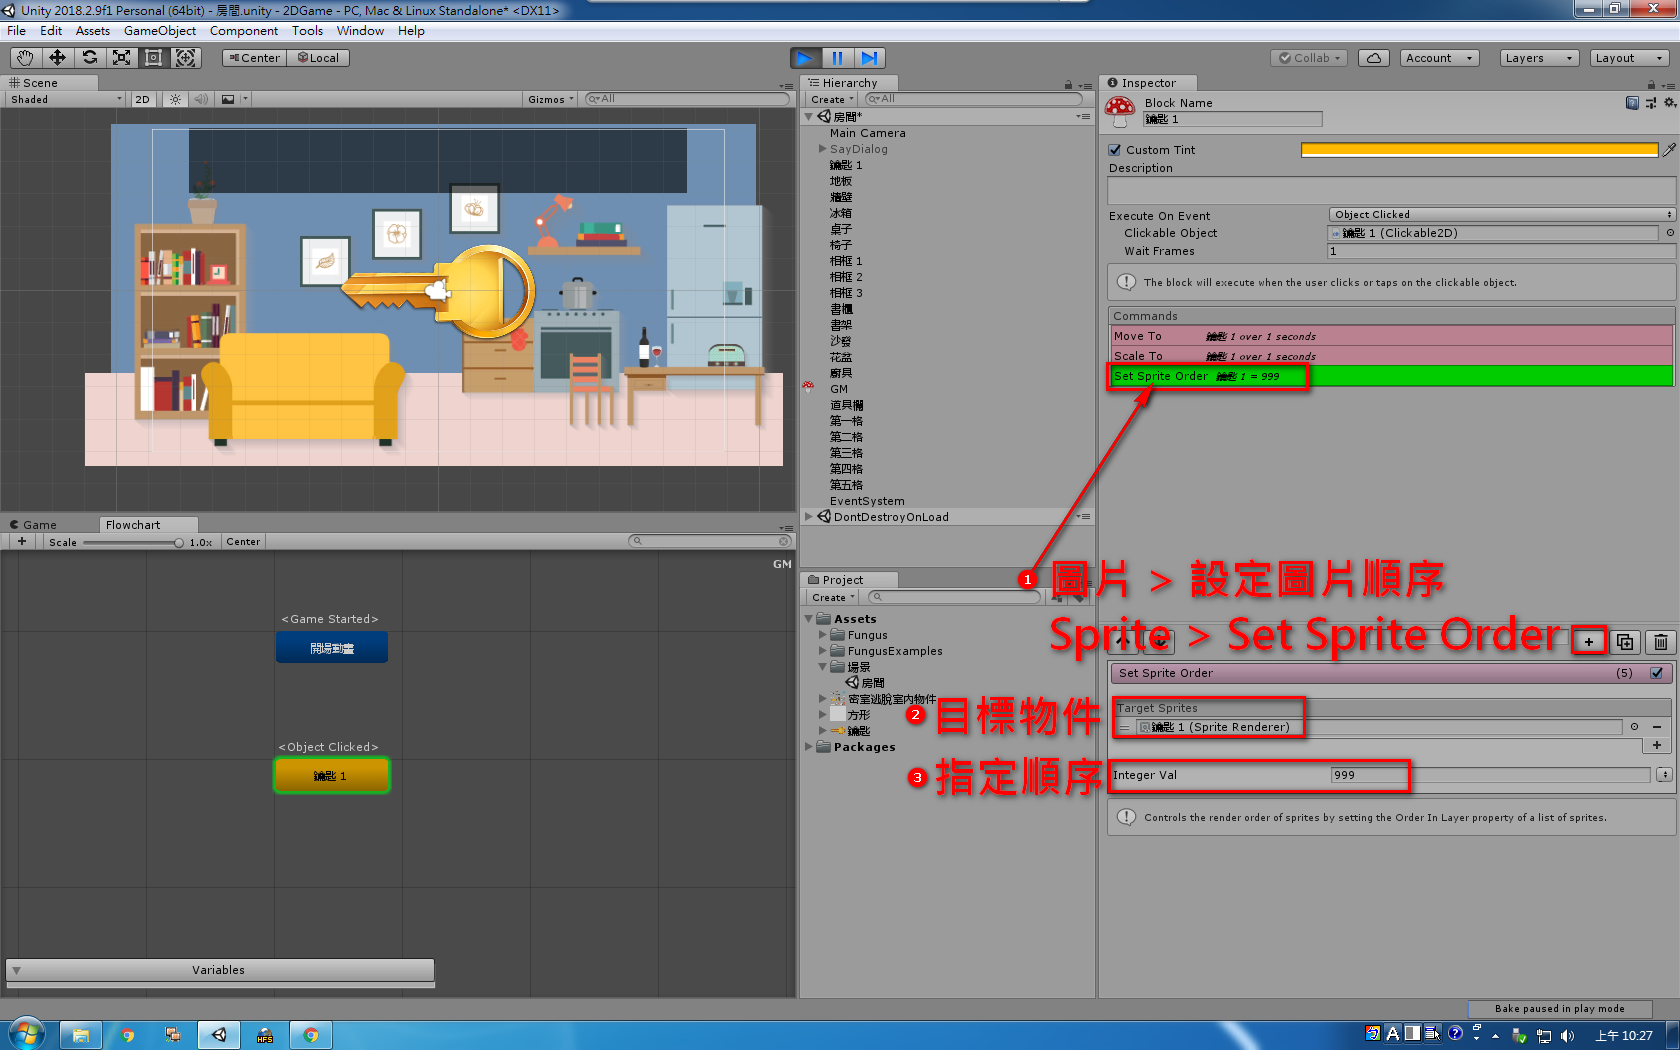 Unity 2018.2.9f1 Personal (64bit) - 房間.unity - 2DGame - PC, Mac & Linux Standalone* <DX11>
File Edit Assets GameObject Component Tools Window Help
Center Local Collab Account Layers Layout
Scene
Shaded 2D Gizmos All
Hierarchy
Create All
房間*
Main Camera
SayDialog
鑰匙 1
地板
牆壁
冰箱
桌子
椅子
相框 1
相框 2
相框 3
書櫃
書架
沙發
花盆
廚具
GM
道具欄
第一格
第二格
第三格
第四格
第五格
EventSystem
DontDestroyOnLoad
Inspector
Block Name
鑰匙 1
Custom Tint
Description
Execute On Event Object Clicked
Clickable Object 鑰匙 1 (Clickable2D)
Wait Frames 1
The block will execute when the user clicks or taps on the clickable object.
Commands
Move To 鑰匙 1 over 1 seconds
Scale To 鑰匙 1 over 1 seconds
Set Sprite Order 鑰匙 1 = 999
1 圖片 > 設定圖片順序
Sprite > Set Sprite Order
Set Sprite Order (5)
2 目標物件
Target Sprites
鑰匙 1 (Sprite Renderer)
3 指定順序
Integer Val 999
Controls the render order of sprites by setting the Order In Layer property of a list of sprites.
Game Flowchart
Scale 1.0x Center
GM
<Game Started>
開場動畫
<Object Clicked>
鑰匙 1
Variables
Project
Create
Assets
Fungus
FungusExamples
場景
房間
密室逃脫室內物件
方形
鑰匙
Packages
Bake paused in play mode
HFS
A
上午 10:27